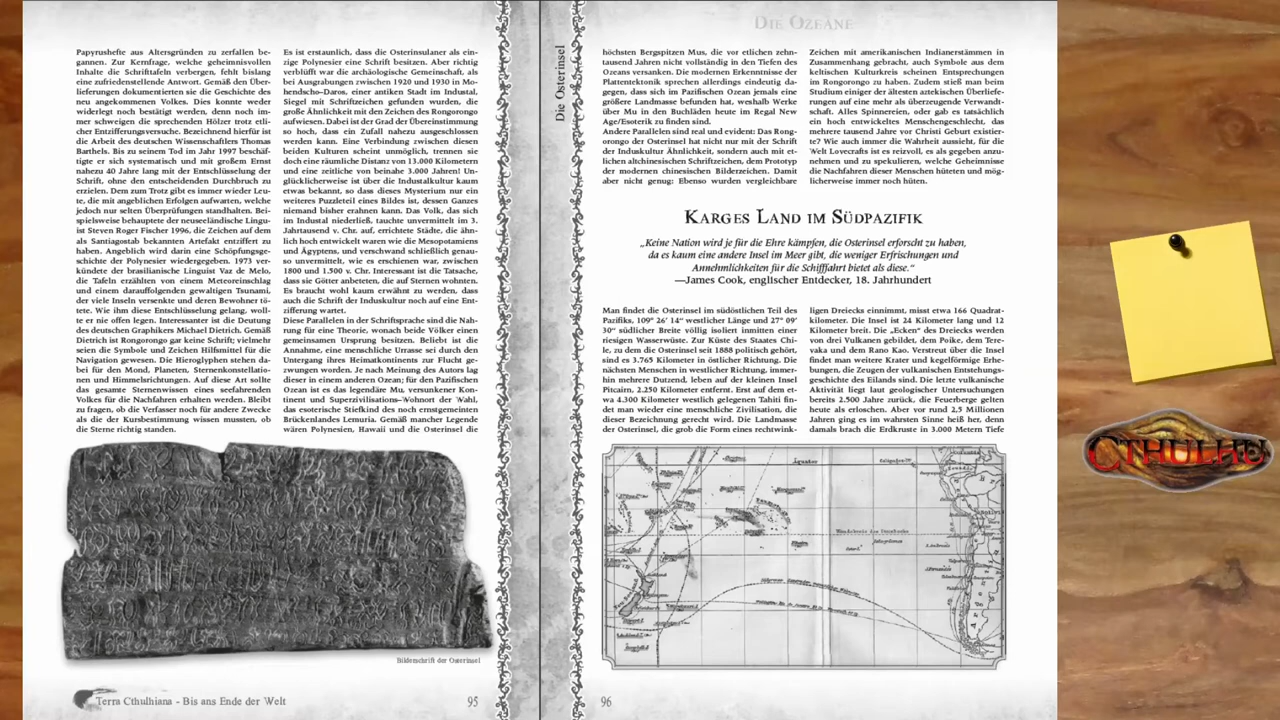 Papyrushefte aus Altersgründen zu zerfallen be-
gannen. Zur Kernfrage, welche geheimnisvollen
Inhalte die Schrifttafeln verbergen, fehlt bislang
eine zufriedenstellende Antwort. Gemäß den Über-
lieferungen dokumentierten sie die Geschichte des
neu angekommenen Volkes. Dies konnte weder
widerlegt noch bestätigt werden, denn noch im-
mer schweigen die sprechenden Hölzer trotz etli-
cher Entzifferungsversuche. Bezeichnend hierfür ist
die Arbeit des deutschen Wissenschaftlers Thomas
Barthels. Bis zu seinem Tod im Jahr 1997 beschäf-
tigte er sich systematisch und mit großem Ernst
nahezu 40 Jahre lang mit der Entschlüsselung der
Schrift, ohne den entscheidenden Durchbruch zu
erzielen. Dem zum Trotz gibt es immer wieder Leu-
te, die mit angeblichen Erfolgen aufwarten, welche
jedoch nur selten Überprüfungen standhalten. Bei-
spielsweise behauptete der neuseeländische Lingu-
ist Steven Roger Fischer 1996, die Zeichen auf dem
als Santiagostab bekannten Artefakt entziffert zu
haben. Angeblich wird darin eine Schöpfungsge-
schichte der Polynesier wiedergegeben. 1973 ver-
kündete der brasilianische Linguist Vaz de Melo,
die Tafeln erzählten von einem Meteoreinschlag
und einem darauffolgenden gewaltigen Tsunami,
der viele Inseln versenkte und deren Bewohner tö-
tete. Wie ihm diese Entschlüsselung gelang, woll-
te er nie offen legen. Interessanter ist die Deutung
des deutschen Graphikers Michael Dietrich. Gemäß
Dietrich ist Rongorongo gar keine Schrift; vielmehr
seien die Symbole und Zeichen Hilfsmittel für die
Navigation gewesen. Die Hieroglyphen stehen da-
bei für den Mond, Planeten, Sternenkonstellatio-
nen und Himmelsrichtungen. Auf diese Art sollte
das gesamte Sternenwissen eines seefahrenden
Volkes für die Nachfahren erhalten werden. Bleibt
zu fragen, ob die Verfasser noch für andere Zwecke
als die der Kursbestimmung wissen mussten, ob
die Sterne richtig standen.
Es ist erstaunlich, dass die Osterinsulaner als ein-
zige Polynesier eine Schrift besitzen. Aber richtig
verblüfft war die archäologische Gemeinschaft, als
bei Ausgrabungen zwischen 1920 und 1930 in Mo-
hendscho-Daros, einer antiken Stadt im Industal,
Siegel mit Schriftzeichen gefunden wurden, die
große Ähnlichkeit mit den Zeichen des Rongorongo
aufwiesen. Dabei ist der Grad der Übereinstimmung
so hoch, dass ein Zufall nahezu ausgeschlossen
werden kann. Eine Verbindung zwischen diesen
beiden Kulturen scheint unmöglich, trennen sie
doch eine räumliche Distanz von 13.000 Kilometern
und eine zeitliche von beinahe 3.000 Jahren! Un-
glücklicherweise ist über die Industalkultur kaum
etwas bekannt, so dass dieses Mysterium nur ein
weiteres Puzzleteil eines Bildes ist, dessen Ganzes
niemand bisher erahnen kann. Das Volk, das sich
im Industal niederließ, tauchte unvermittelt im 3.
Jahrtausend v. Chr. auf, errichtete Städte, die ähn-
lich hoch entwickelt waren wie die Mesopotamiens
und Ägyptens, und verschwand schließlich genau-
so unvermittelt, wie es erschienen war, zwischen
1800 und 1.500 v. Chr. Interessant ist die Tatsache,
dass sie Götter anbeteten, die auf Sternen wohnten.
Es braucht wohl kaum erwähnt zu werden, dass
auch die Schrift der Induskultur noch auf eine Ent-
zifferung wartet.
Diese Parallelen in der Schriftsprache sind die Nah-
rung für eine Theorie, wonach beide Völker einen
gemeinsamen Ursprung besitzen. Beliebt ist die
Annahme, eine menschliche Urrasse sei durch den
Untergang ihres Heimatkontinents zur Flucht ge-
zwungen worden. Je nach Meinung des Autors lag
dieser in einem anderen Ozean; für den Pazifischen
Ozean ist es das legendäre Mu, versunkener Kon-
tinent und Superzivilisations-Wohnort der Wahl,
das esoterische Stiefkind des noch ernstgemeinten
Brückenlandes Lemuria. Gemäß mancher Legende
wären Polynesien, Hawaii und die Osterinsel die
Bilderschrift der Osterinsel
Terra Cthulhiana - Bis ans Ende der Welt
95
Die Osterinsel
Die Ozeane
höchsten Bergspitzen Mus, die vor etlichen zehn-
tausend Jahren nicht vollständig in den Tiefen des
Ozeans versanken. Die modernen Erkenntnisse der
Plattentektonik sprechen allerdings eindeutig da-
gegen, dass sich im Pazifischen Ozean jemals eine
größere Landmasse befunden hat, weshalb Werke
über Mu in den Buchläden heute im Regal New
Age/Esoterik zu finden sind.
Andere Parallelen sind real und evident: Das Rong-
orongo der Osterinsel hat nicht nur mit der Schrift
der Induskultur Ähnlichkeit, sondern auch mit et-
lichen altchinesischen Schriftzeichen, dem Prototyp
der modernen chinesischen Bilderzeichen. Damit
aber nicht genug: Ebenso wurden vergleichbare
Zeichen mit amerikanischen Indianerstämmen in
Zusammenhang gebracht, auch Symbole aus dem
keltischen Kulturkreis scheinen Entsprechungen
im Rongorongo zu haben. Zudem stieß man beim
Studium einiger der ältesten aztekischen Überliefe-
rungen auf eine mehr als überzeugende Verwandt-
schaft. Alles Spinnereien, oder gab es tatsächlich
ein hoch entwickeltes Menschengeschlecht, das
mehrere tausend Jahre vor Christi Geburt existier-
te? Wie auch immer die Wahrheit aussieht, für die
Welt Lovecrafts ist es reizvoll, es als gegeben anzu-
nehmen und zu spekulieren, welche Geheimnisse
die Nachfahren dieser Menschen hüteten und mög-
licherweise immer noch hüten.
Karges Land im Südpazifik
„Keine Nation wird je für die Ehre kämpfen, die Osterinsel erforscht zu haben,
da es kaum eine andere Insel im Meer gibt, die weniger Erfrischungen und
Annehmlichkeiten für die Schifffahrt bietet als diese.“
—James Cook, englischer Entdecker, 18. Jahrhundert
Man findet die Osterinsel im südöstlichen Teil des
Pazifiks, 109° 26' 14“ westlicher Länge und 27° 09'
30“ südlicher Breite völlig isoliert inmitten einer
riesigen Wasserwüste. Zur Küste des Staates Chi-
le, zu dem die Osterinsel seit 1888 politisch gehört,
sind es 3.765 Kilometer in östlicher Richtung. Die
nächsten Menschen in westlicher Richtung, immer-
hin mehrere Dutzend, leben auf der kleinen Insel
Pitcairn, 2.250 Kilometer entfernt. Erst auf dem et-
wa 4.300 Kilometer westlich gelegenen Tahiti fin-
det man wieder eine menschliche Zivilisation, die
dieser Bezeichnung gerecht wird. Die Landmasse
der Osterinsel, die grob die Form eines rechtwink-
ligen Dreiecks einnimmt, misst etwa 166 Quadrat-
kilometer. Die Insel ist 24 Kilometer lang und 12
Kilometer breit. Die „Ecken“ des Dreiecks werden
von drei Vulkanen gebildet, dem Poike, dem Tere-
vaka und dem Rano Kao. Verstreut über die Insel
findet man weitere Krater und kegelförmige Erhe-
bungen, die Zeugen der vulkanischen Entstehungs-
geschichte des Eilands sind. Die letzte vulkanische
Aktivität liegt laut geologischer Untersuchungen
bereits 2.500 Jahre zurück, die Feuerberge gelten
heute als erloschen. Aber vor rund 2,5 Millionen
Jahren ging es im wahrsten Sinne heiß her, denn
damals brach die Erdkruste in 3.000 Metern Tiefe
Äquator
96
CTHULHU